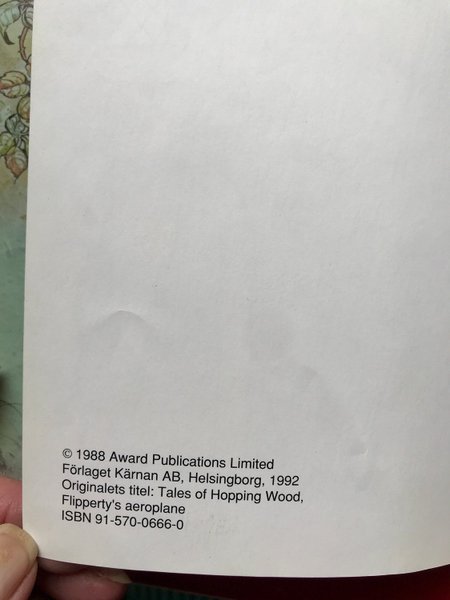 © 1988 Award Publications Limited
Förlaget Kärnan AB, Helsingborg, 1992
Originalets titel: Tales of Hopping Wood,
Flipperty's aeroplane
ISBN 91-570-0666-0